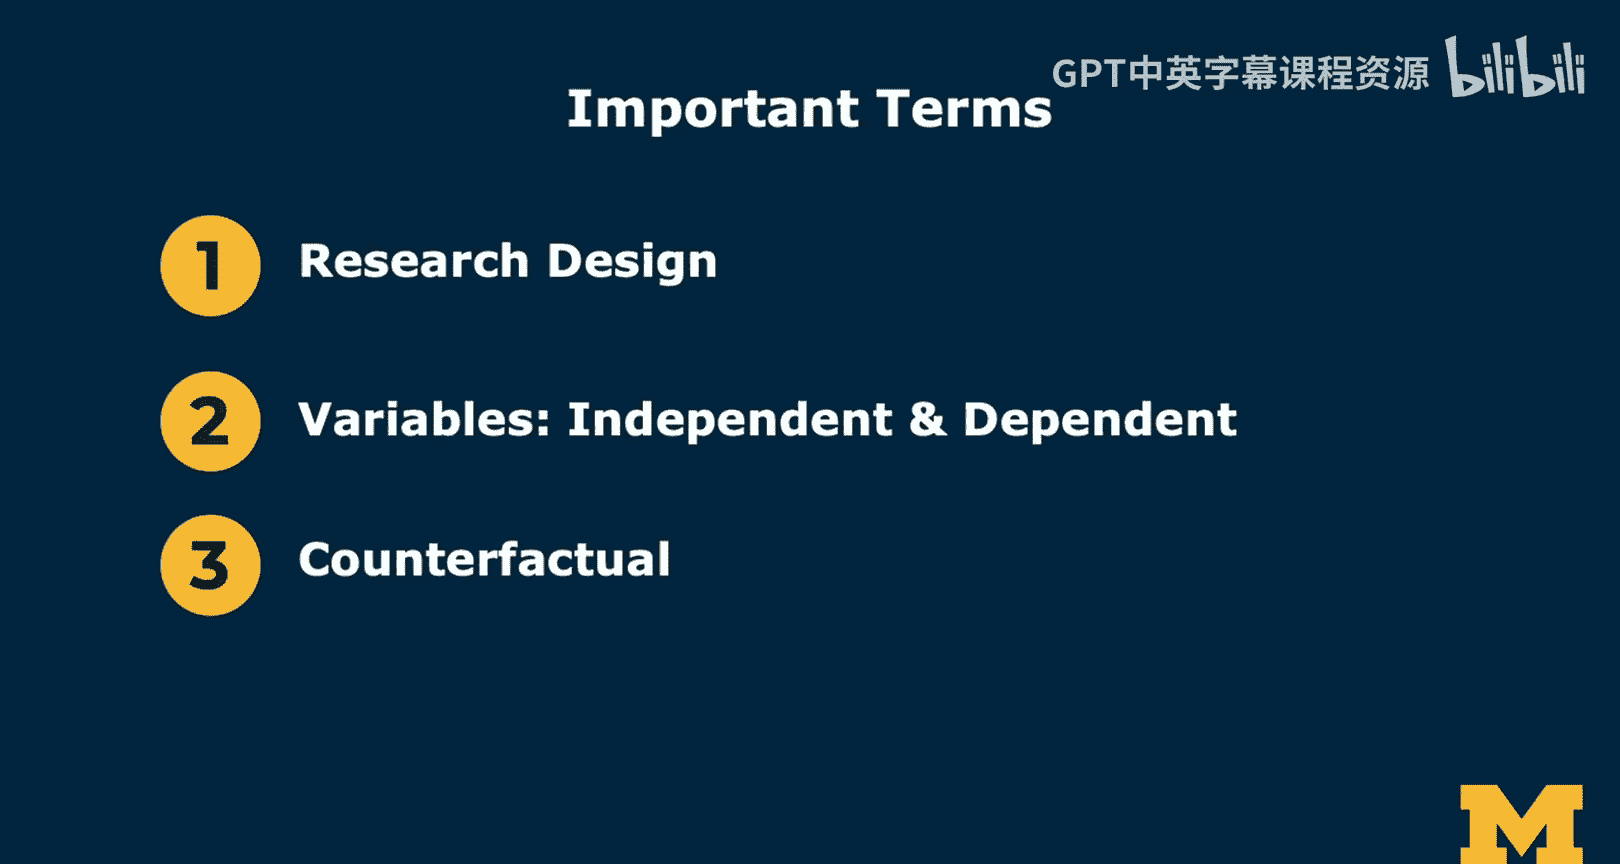 GPT中英字幕课程资源 bilibili
Important Terms
1 Research Design
2 Variables: Independent & Dependent
3 Counterfactual
M